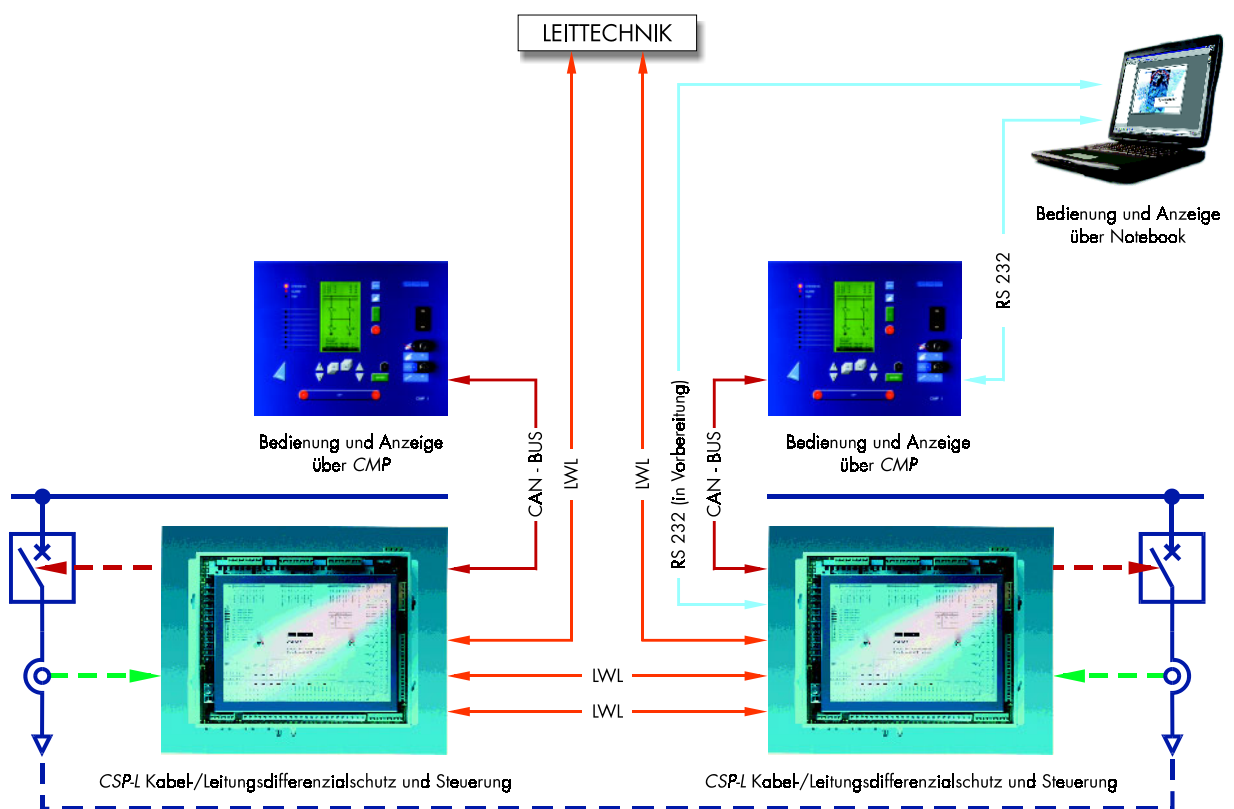 LEITTECHNIK
Bedienung und Anzeige
über Notebook
RS 232
Bedienung und Anzeige
über CMP
CAN - BUS
LWL
LWL
RS 232 (in Vorbereitung)
CAN - BUS
Bedienung und Anzeige
über CMP
LWL
LWL
CSP-L Kabel-/Leitungsdifferenzialschutz und Steuerung
CSP-L Kabel-/Leitungsdifferenzialschutz und Steuerung